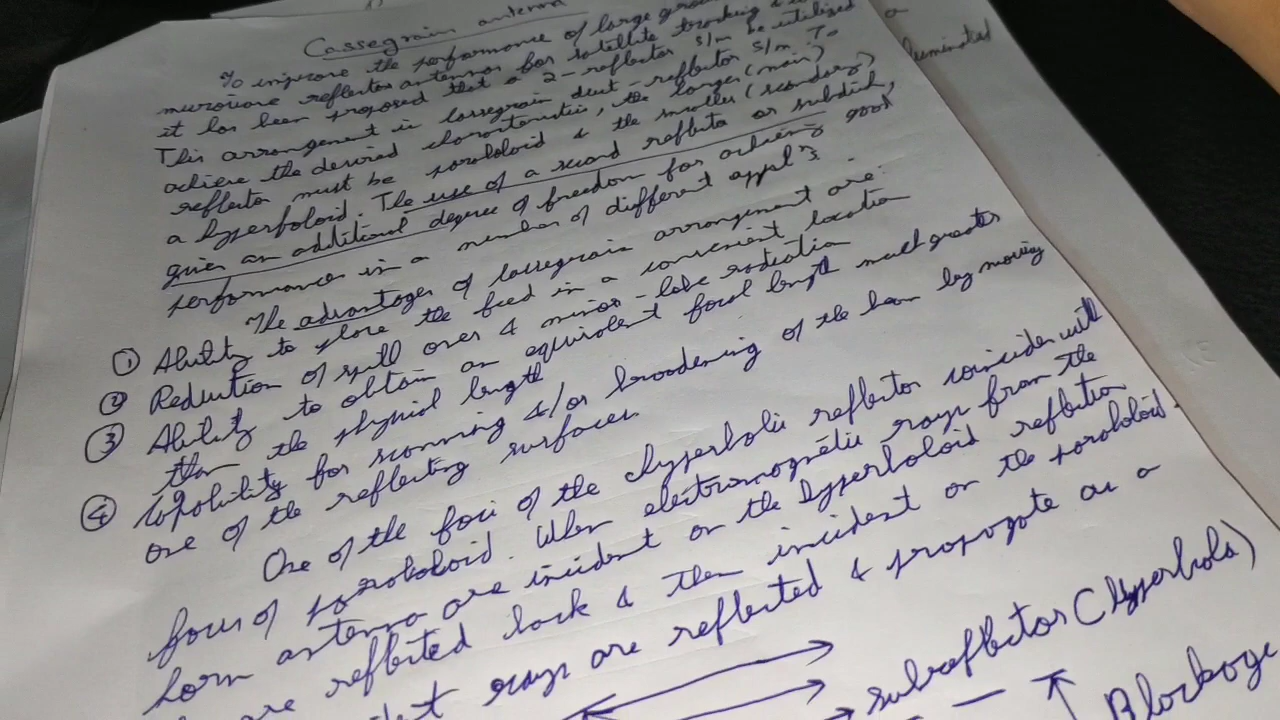 Cassegrain antenna
To improve the performance of large ground
microwave reflector antennas for satellite tracking &
it has been proposed that a 2-reflector s/m be utilized
This arrangement is Cassegrain dual-reflector s/m To
achieve the desired characteristics, the larger (main)
reflector must be paraboloid & the smaller (secondary)
a hyperboloid. The use of a second reflector or subdish,
gives an additional degree of freedom for achieving good
performance in a number of different appl^ns.
The advantages of Cassegrain arrangement are:
① Ability to place the feed in a convenient location
② Reduction of spill over & minor-lobe radiation
③ Ability to obtain an equivalent focal length much greater
than the physical length
④ Capability for scanning &/or broadening of the beam by moving
one of the reflecting surfaces.
One of the foci of the hyperbolic reflector coincides with
focus of paraboloid. When electromagnetic rays from the
horn antenna are incident on the hyperboloid reflection
are reflected back & then incident on the paraboloid.
rays are reflected & propagate as a
subreflector (Hyperbola)
Blockage
a
illuminated